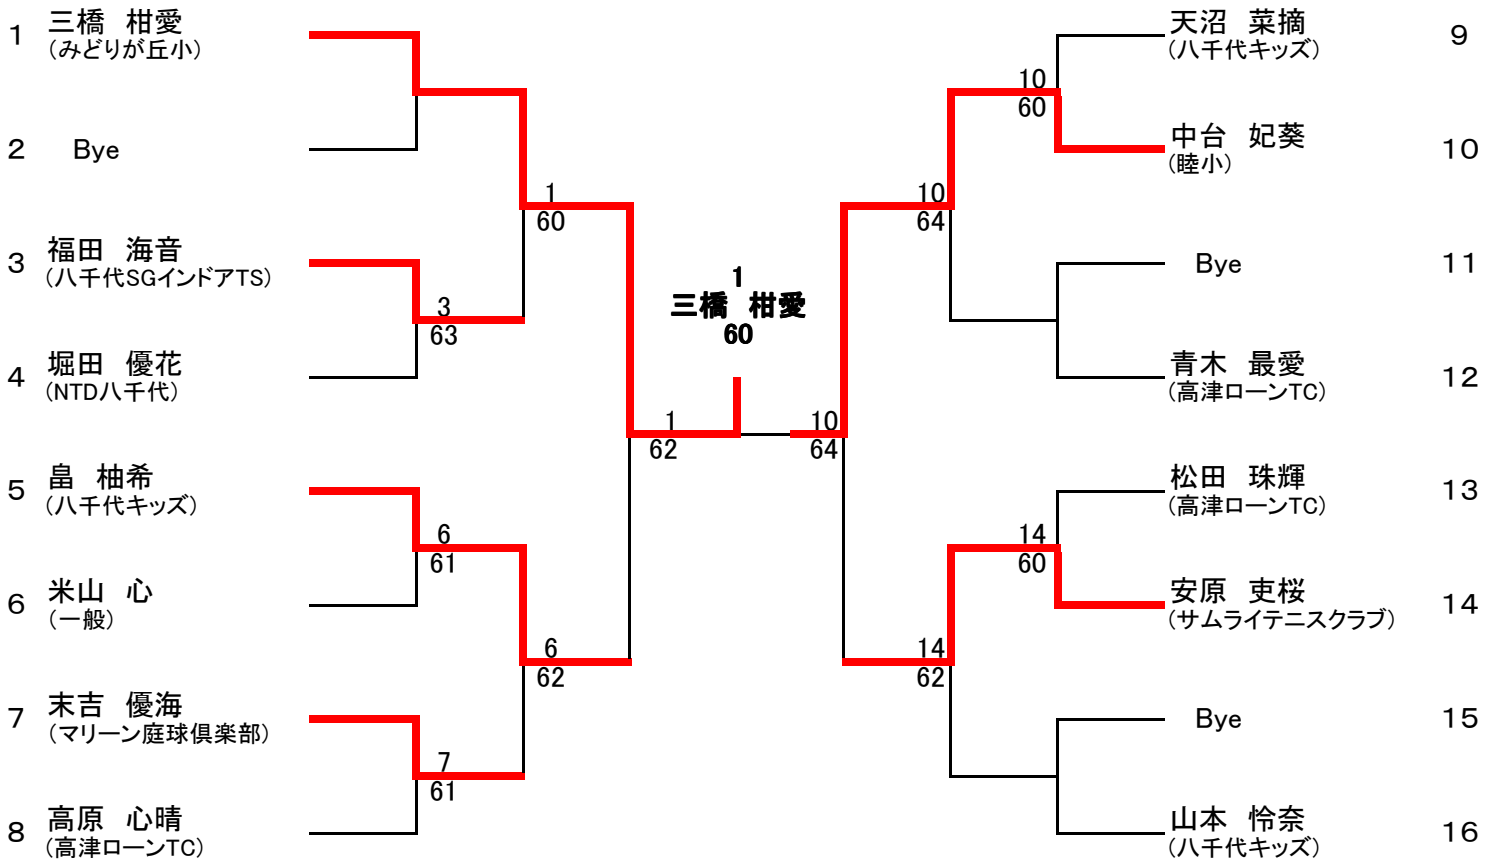 1 三橋 柑愛
(みどりが丘小)
2 Bye
3 福田 海音
(八千代SGインドアTS)
4 堀田 優花
(NTD八千代)
5 畠 柚希
(八千代キッズ)
6 米山 心
(一般)
7 末吉 優海
(マリーン庭球倶楽部)
8 高原 心晴
(高津ローンTC)
3
63
6
61
7
61
1
60
6
62
1
62
1
三橋 柑愛
60
10
64
10
64
14
62
10
60
14
60
天沼 菜摘 9
(八千代キッズ)
中台 妃葵 10
(睦小)
Bye 11
青木 最愛 12
(高津ローンTC)
松田 珠輝 13
(高津ローンTC)
安原 吏桜 14
(サムライテニスクラブ)
Bye 15
山本 怜奈 16
(八千代キッズ)